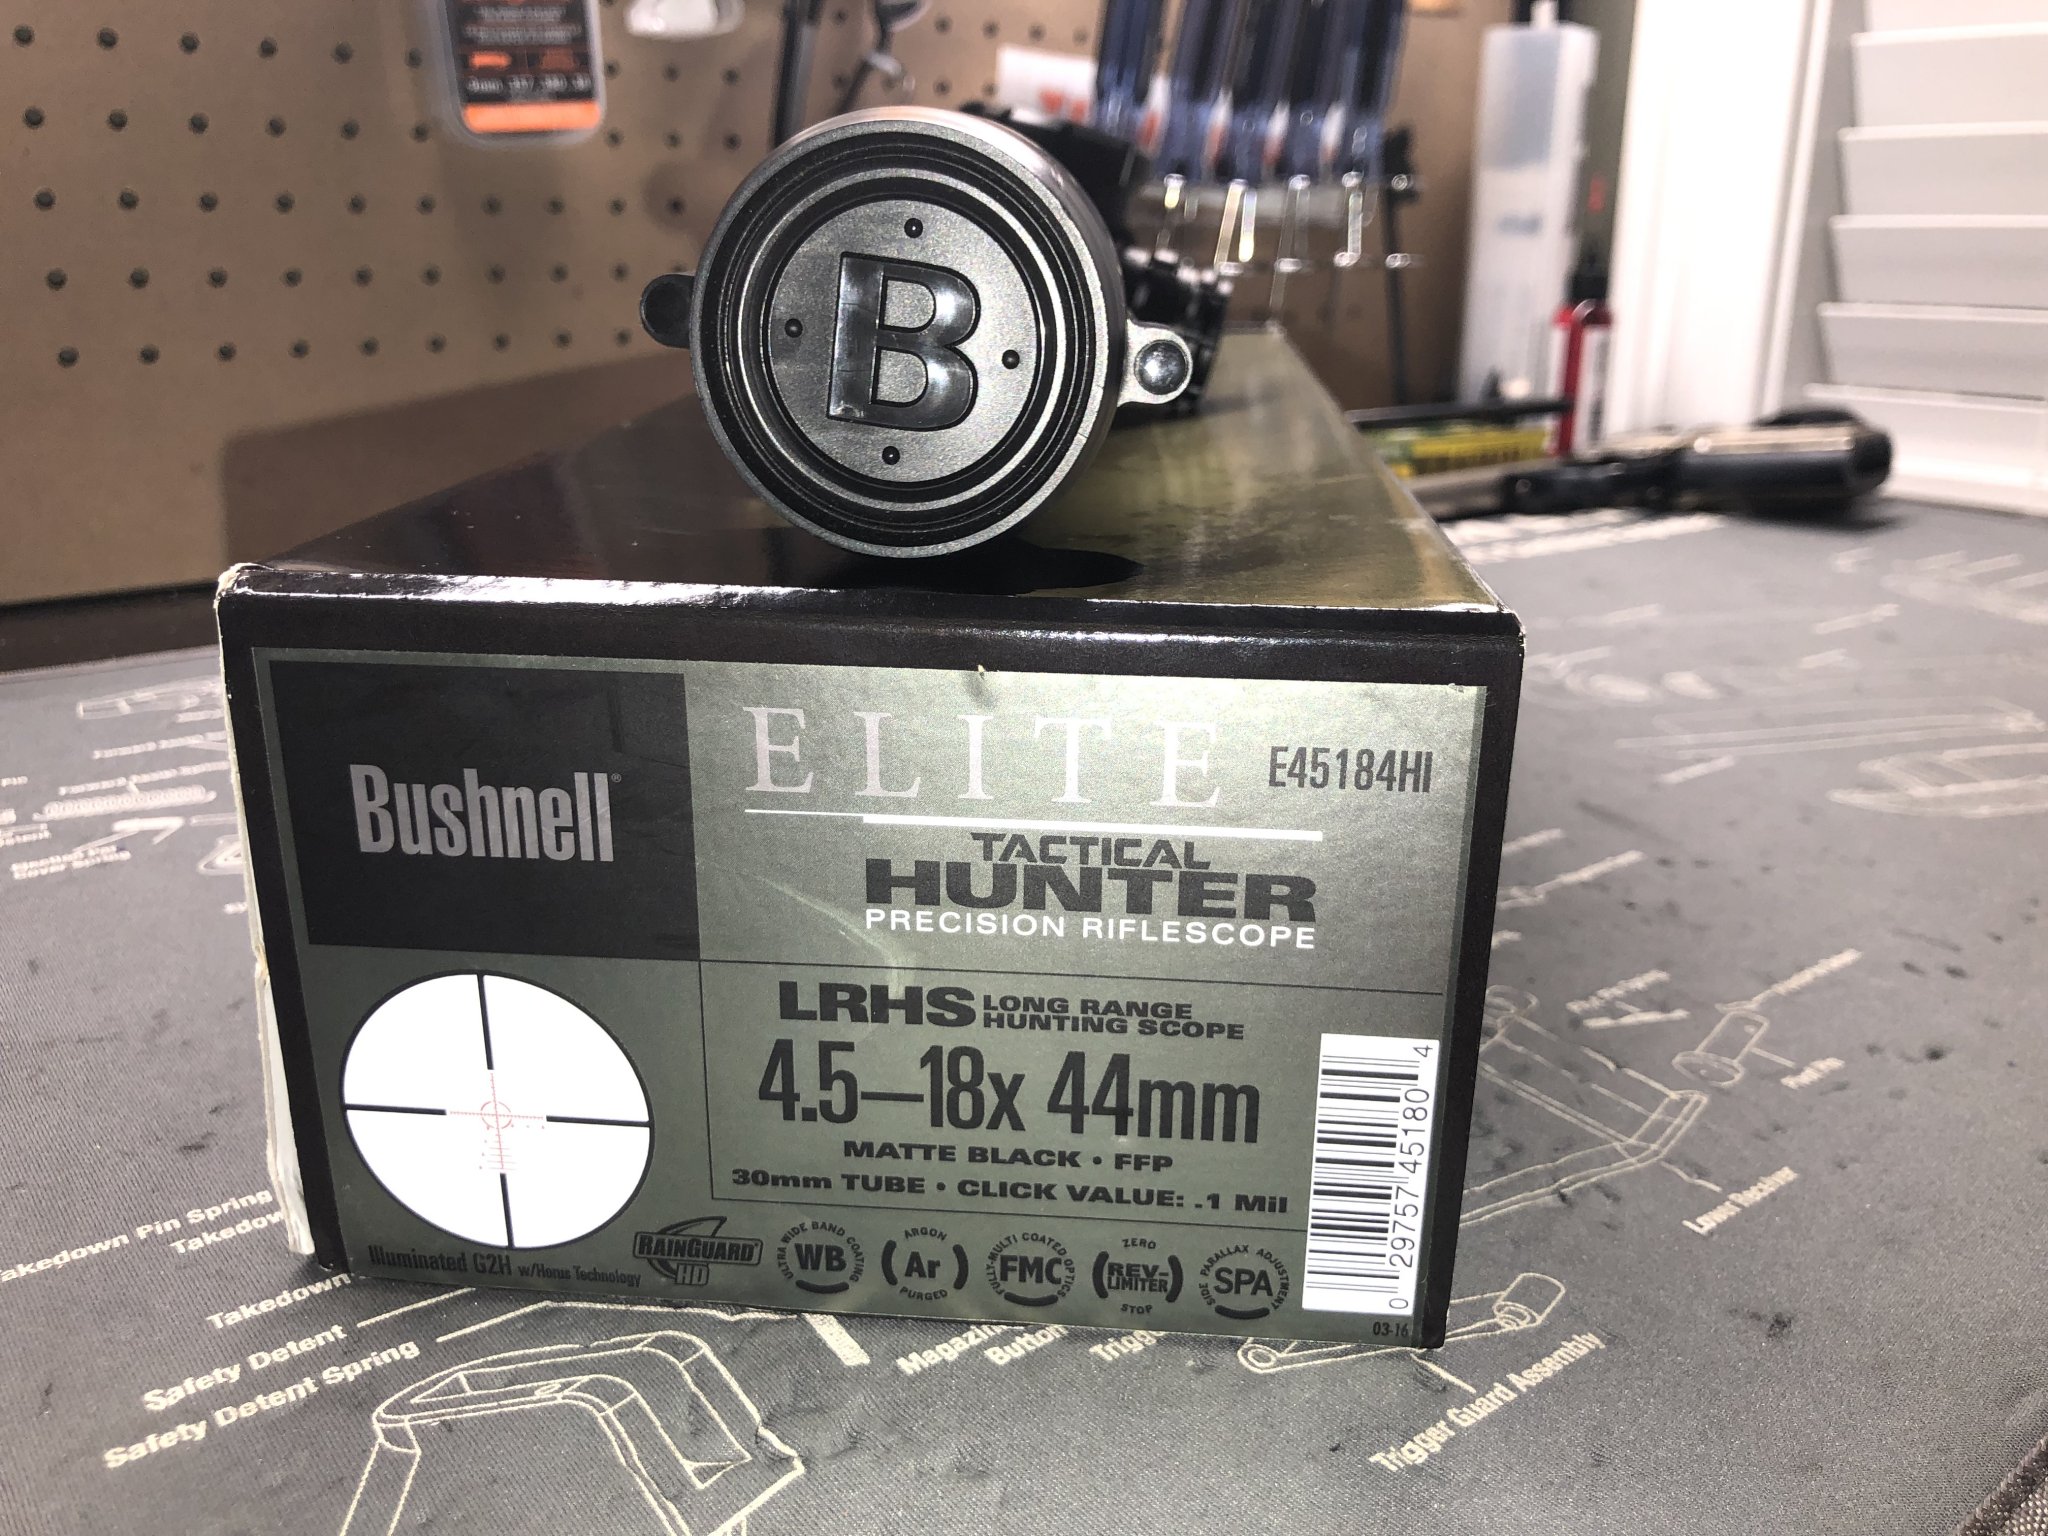 B
Bushnell®
ELITE
E45184HI
TACTICAL
HUNTER
PRECISION RIFLESCOPE
LRHS LONG RANGE
HUNTING SCOPE
4.5–18x 44mm
MATTE BLACK • FFP
30mm TUBE • CLICK VALUE: .1 Mil
Illuminated G2H w/Horus Technology
RAINGUARD HD
ULTRA WIDE BAND COATING
WB
ARGON
Ar
PURGED
FULLY-MULTI COATED OPTICS
FMC
ZERO
REV-
LIMITER
STOP
SIDE PARALLAX ADJUSTMENT
SPA
0 29757 45180 4
03-16
Takedown Pin Spring
Takedown
Takedown
Safety Detent
Safety Detent Spring
Button
Trigger Guard Assembly
Lower Receiver
Cover Spring